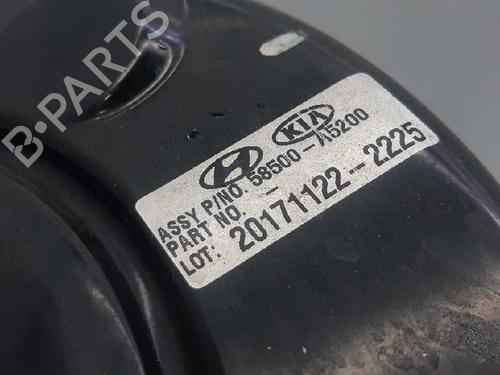 B-PARTS
KIA
ASSY P/NO. 58500-A5200
PART NO. -
LOT: 20171122-2225